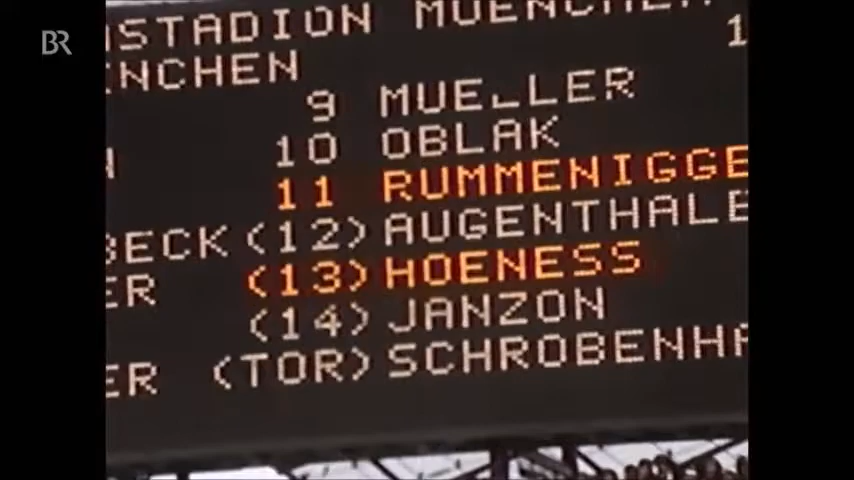 BR
STADION MUENCHEN
1
NCHEN
9 MUELLER
10 OBLAK
11 RUMMENIGGE
BECK (12) AUGENTHALE
ER (13) HOENESS
(14) JANZON
ER (TOR) SCHROBENHA